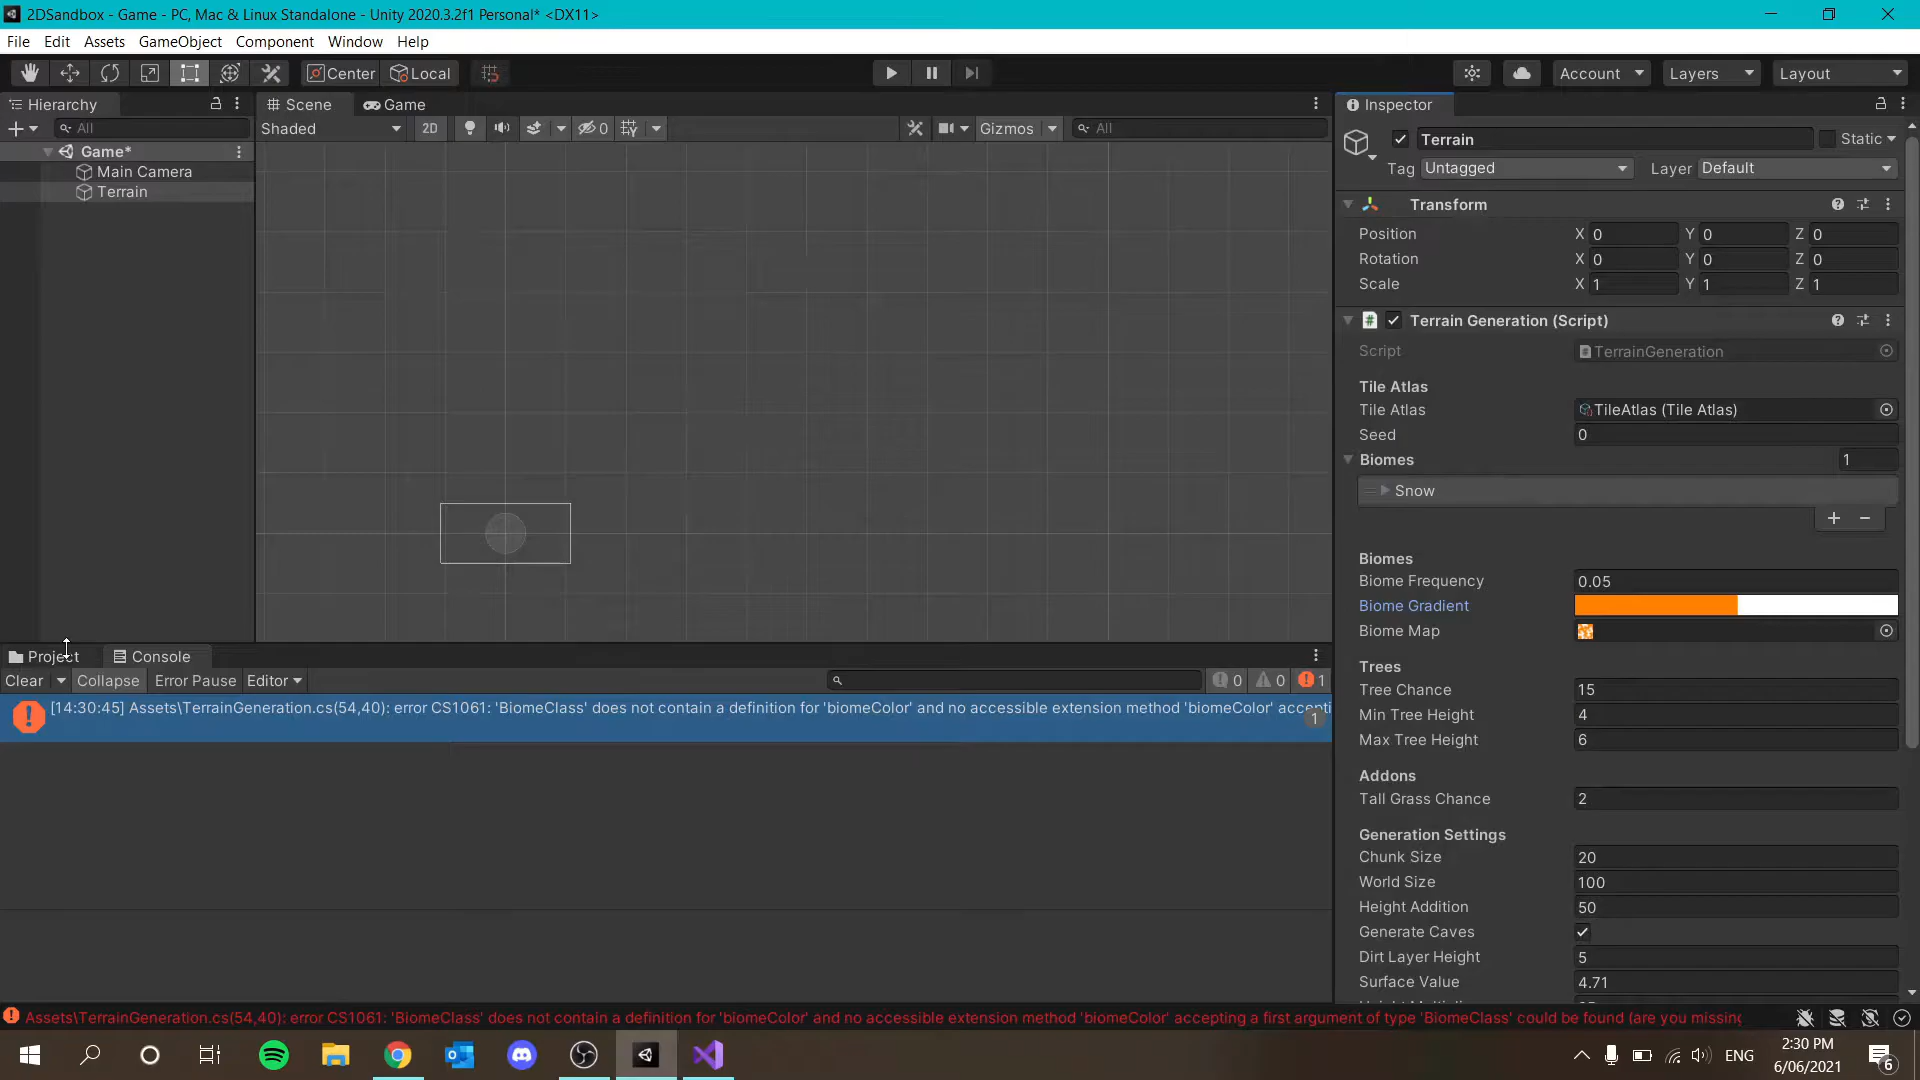 2DSandbox - Game - PC, Mac & Linux Standalone - Unity 2020.3.2f1 Personal* <DX11>
File Edit Assets GameObject Component Window Help
Center Local Account Layers Layout
Hierarchy Scene Game Inspector
All Shaded 2D 0 Gizmos All
Game*
Main Camera
Terrain
Terrain Static
Tag Untagged Layer Default
Transform
Position X 0 Y 0 Z 0
Rotation X 0 Y 0 Z 0
Scale X 1 Y 1 Z 1
Terrain Generation (Script)
Script TerrainGeneration
Tile Atlas
Tile Atlas TileAtlas (Tile Atlas)
Seed 0
Biomes 1
Snow
Biomes
Biome Frequency 0.05
Biome Gradient
Biome Map
Trees
Tree Chance 15
Min Tree Height 4
Max Tree Height 6
Addons
Tall Grass Chance 2
Generation Settings
Chunk Size 20
World Size 100
Height Addition 50
Generate Caves
Dirt Layer Height 5
Surface Value 4.71
Project Console
Clear Collapse Error Pause Editor 0 0 1
[14:30:45] Assets\TerrainGeneration.cs(54,40): error CS1061: 'BiomeClass' does not contain a definition for 'biomeColor' and no accessible extension method 'biomeColor' accepti
1
Assets\TerrainGeneration.cs(54,40): error CS1061: 'BiomeClass' does not contain a definition for 'biomeColor' and no accessible extension method 'biomeColor' accepting a first argument of type 'BiomeClass' could be found (are you missing
ENG
2:30 PM
6/06/2021
6